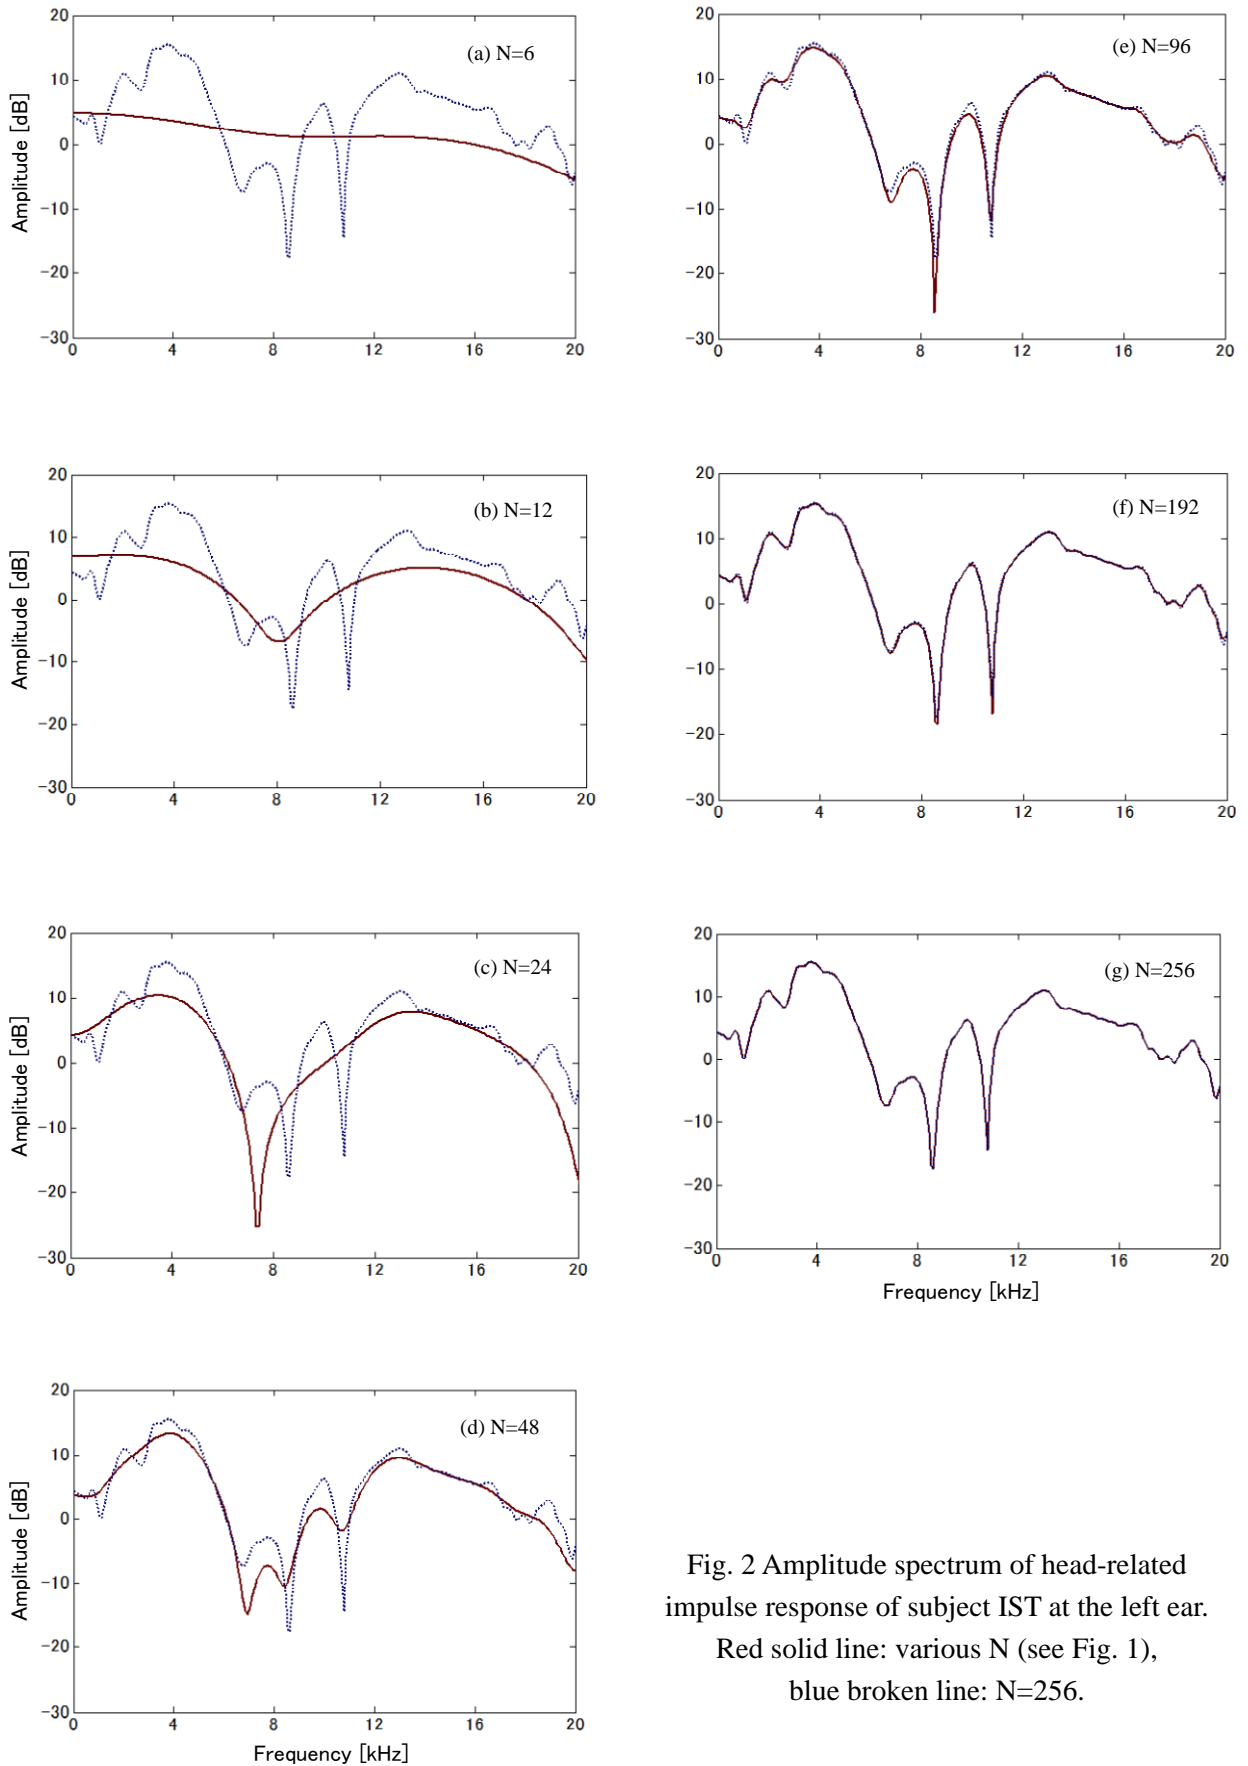 20
10
0
−10
−20
−30
0 4 8 12 16 20
Amplitude [dB]
(a) N=6
20
10
0
−10
−20
−30
0 4 8 12 16 20
Amplitude [dB]
(b) N=12
20
10
0
−10
−20
−30
0 4 8 12 16 20
Amplitude [dB]
(c) N=24
20
10
0
−10
−20
−30
0 4 8 12 16 20
Amplitude [dB]
(d) N=48
Frequency [kHz]
20
10
0
−10
−20
−30
0 4 8 12 16 20
(e) N=96
20
10
0
−10
−20
−30
0 4 8 12 16 20
(f) N=192
20
10
0
−10
−20
−30
0 4 8 12 16 20
(g) N=256
Frequency [kHz]
Fig. 2 Amplitude spectrum of head-related
impulse response of subject IST at the left ear.
Red solid line: various N (see Fig. 1),
blue broken line: N=256.